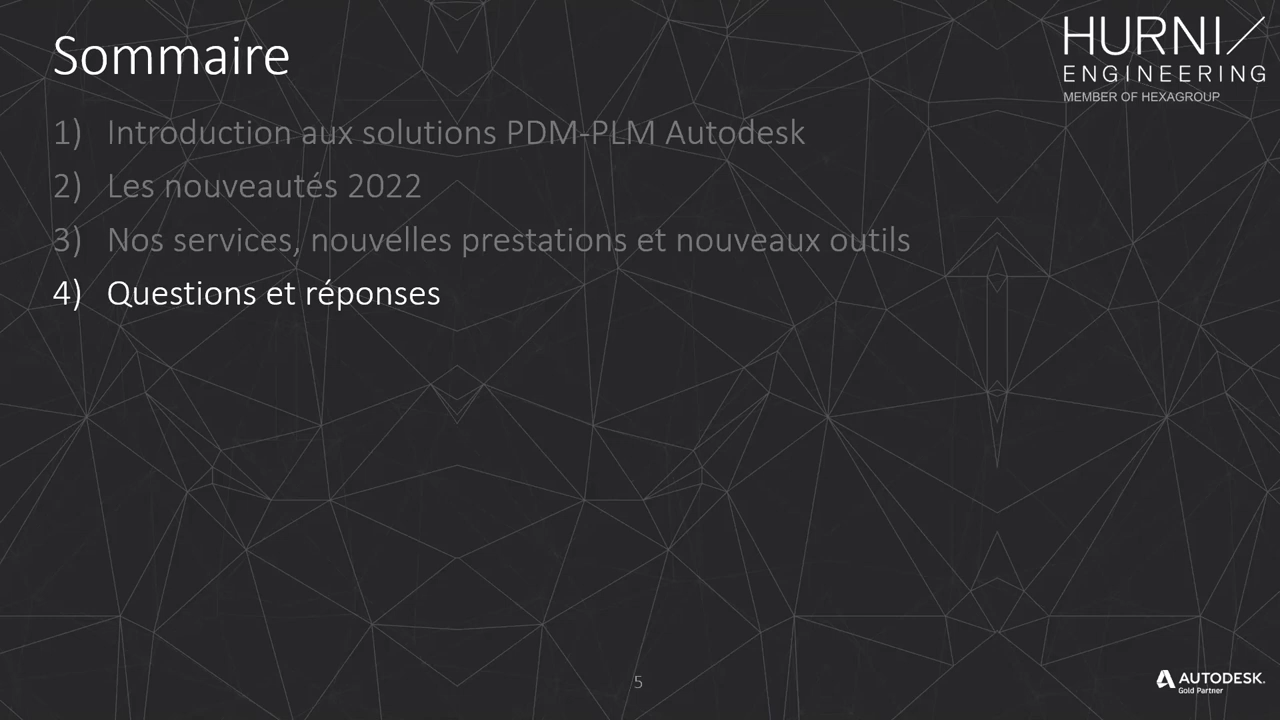 Sommaire
HURNI
ENGINEERING
MEMBER OF HEXAGROUP
1) Introduction aux solutions PDM-PLM Autodesk
2) Les nouveautés 2022
3) Nos services, nouvelles prestations et nouveaux outils
4) Questions et réponses
5
AUTODESK.
Gold Partner